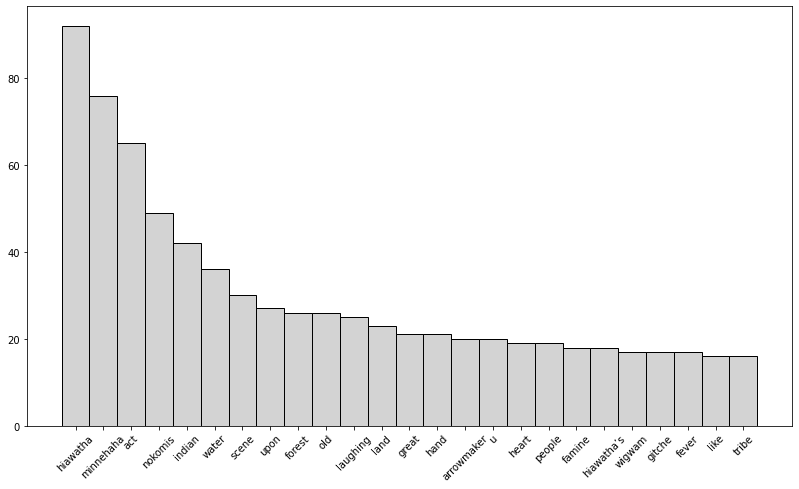 80
60
40
20
0
hiawatha
minnehaha
act
nokomis
indian
water
scene
upon
forest
old
laughing
land
great
hand
arrowmaker
u
heart
people
famine
hiawatha's
wigwam
gitche
fever
like
tribe